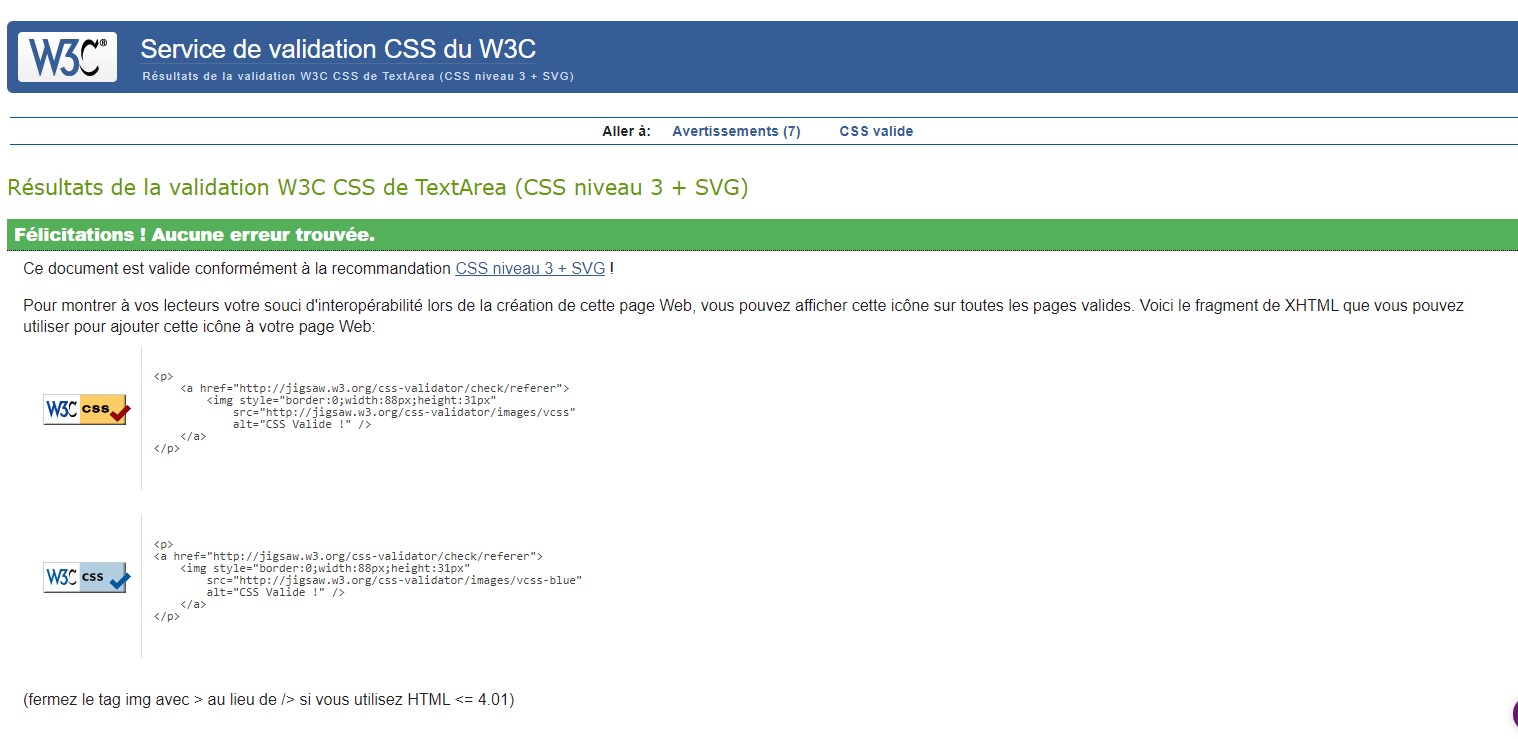 W3C®
Service de validation CSS du W3C
Résultats de la validation W3C CSS de TextArea (CSS niveau 3 + SVG)
Aller à: Avertissements (7) CSS valide
Résultats de la validation W3C CSS de TextArea (CSS niveau 3 + SVG)
Félicitations ! Aucune erreur trouvée.
Ce document est valide conformément à la recommandation CSS niveau 3 + SVG !
Pour montrer à vos lecteurs votre souci d'interopérabilité lors de la création de cette page Web, vous pouvez afficher cette icône sur toutes les pages valides. Voici le fragment de XHTML que vous pouvez
utiliser pour ajouter cette icône à votre page Web:
W3C css
<p>
    <a href="http://jigsaw.w3.org/css-validator/check/referer">
        <img style="border:0;width:88px;height:31px"
            src="http://jigsaw.w3.org/css-validator/images/vcss"
            alt="CSS Valide !" />
    </a>
</p>
W3C css
<p>
<a href="http://jigsaw.w3.org/css-validator/check/referer">
    <img style="border:0;width:88px;height:31px"
        src="http://jigsaw.w3.org/css-validator/images/vcss-blue"
        alt="CSS Valide !" />
    </a>
</p>
(fermez le tag img avec > au lieu de /> si vous utilisez HTML <= 4.01)